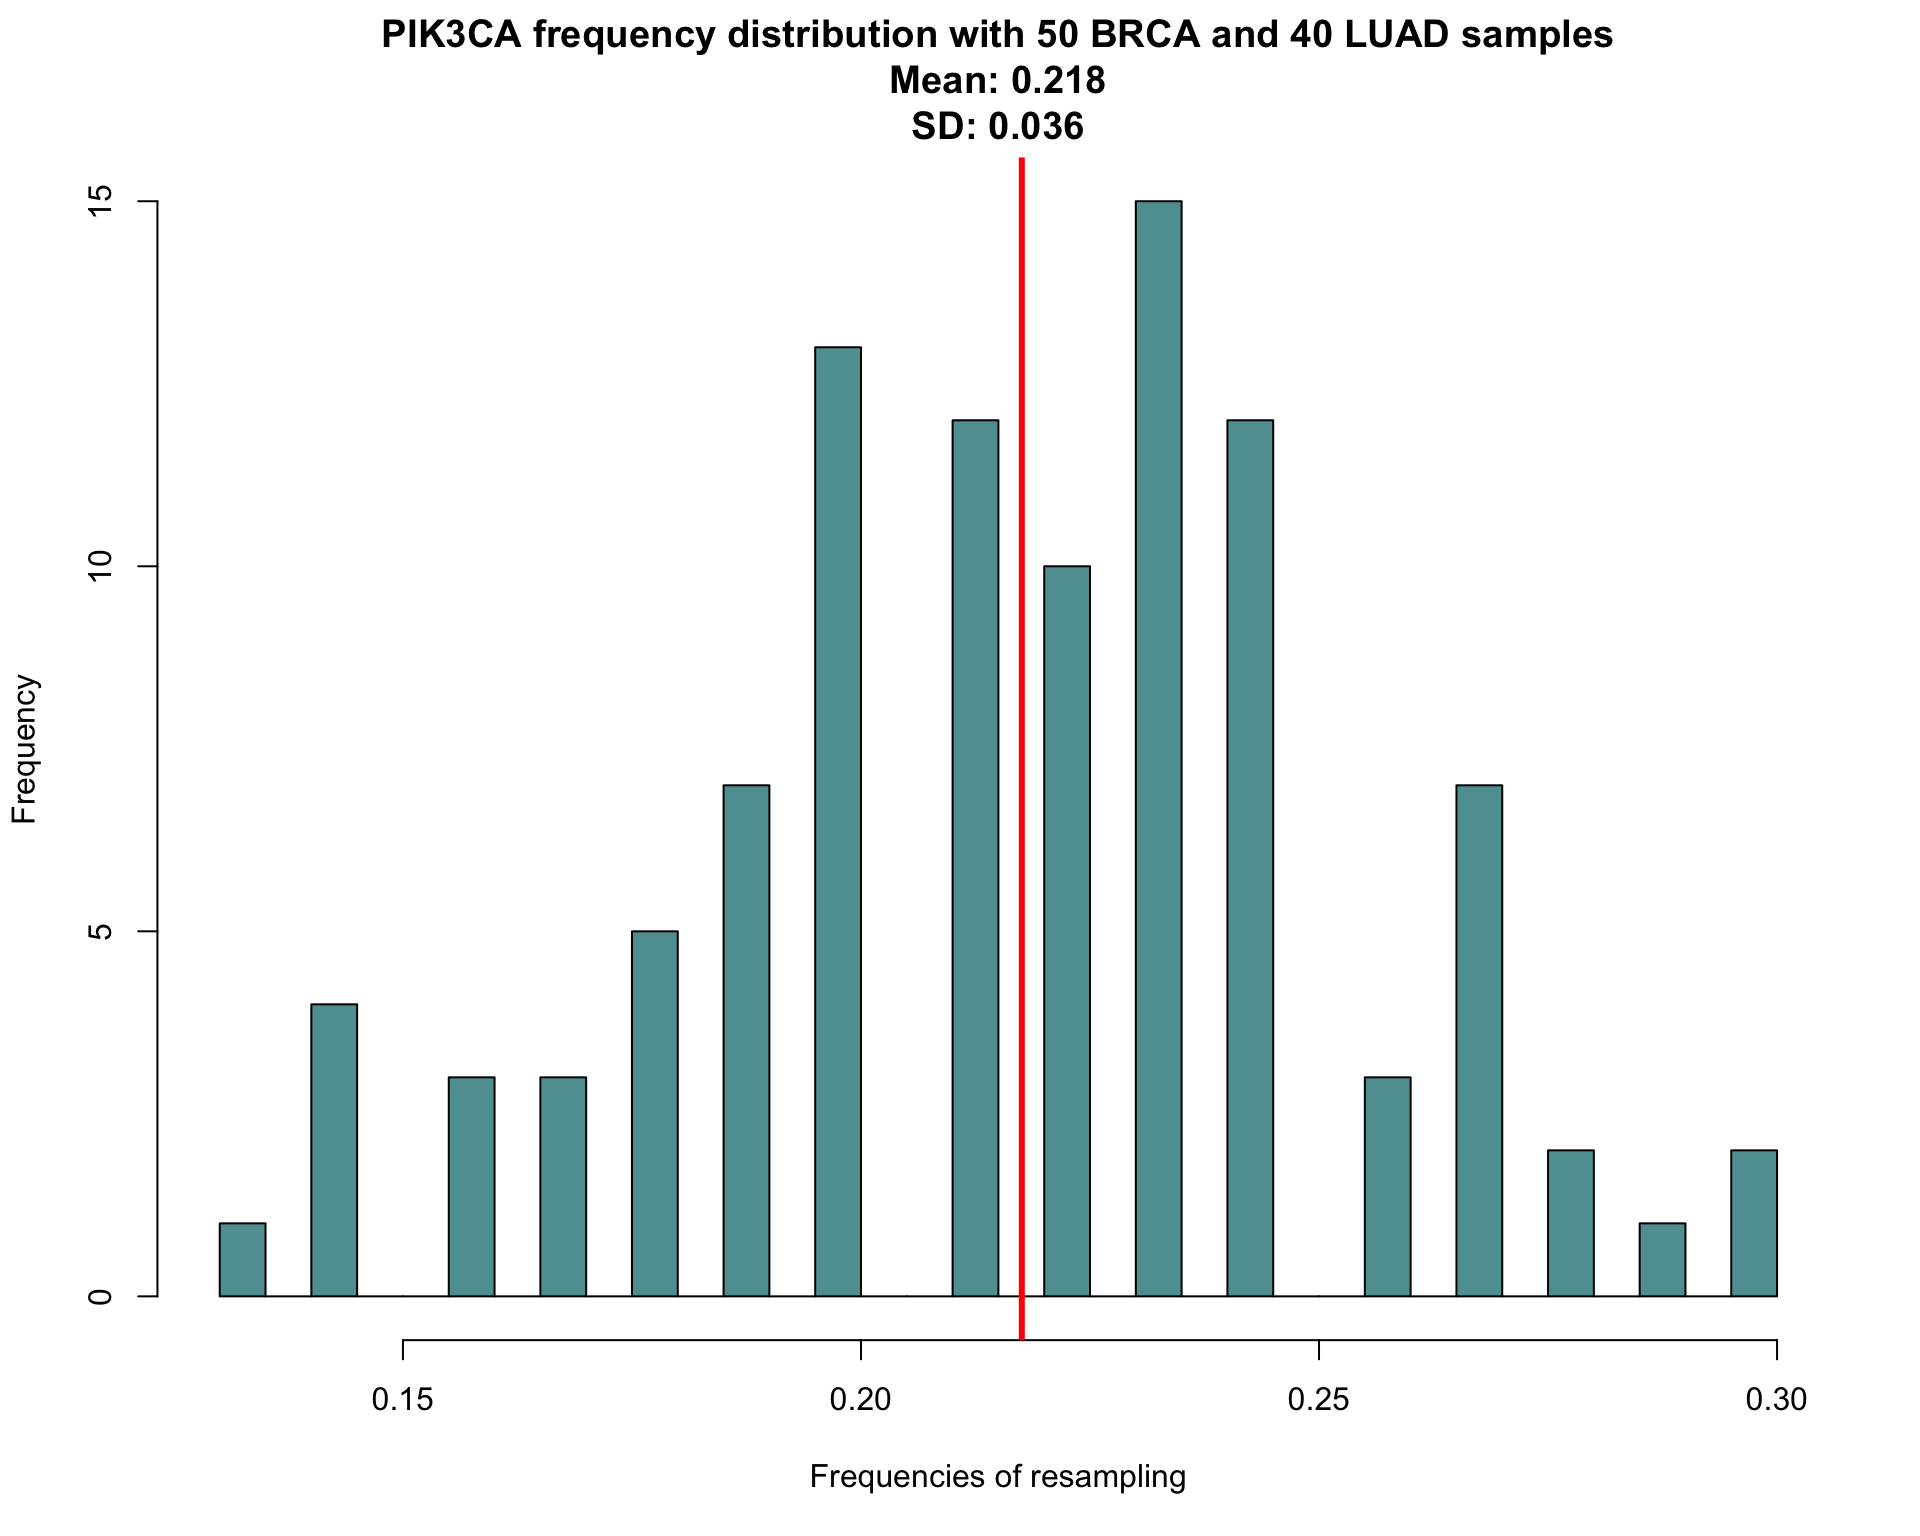 PIK3CA frequency distribution with 50 BRCA and 40 LUAD samples
Mean: 0.218
SD: 0.036
15
10
5
0
Frequency
0.15 0.20 0.25 0.30
Frequencies of resampling